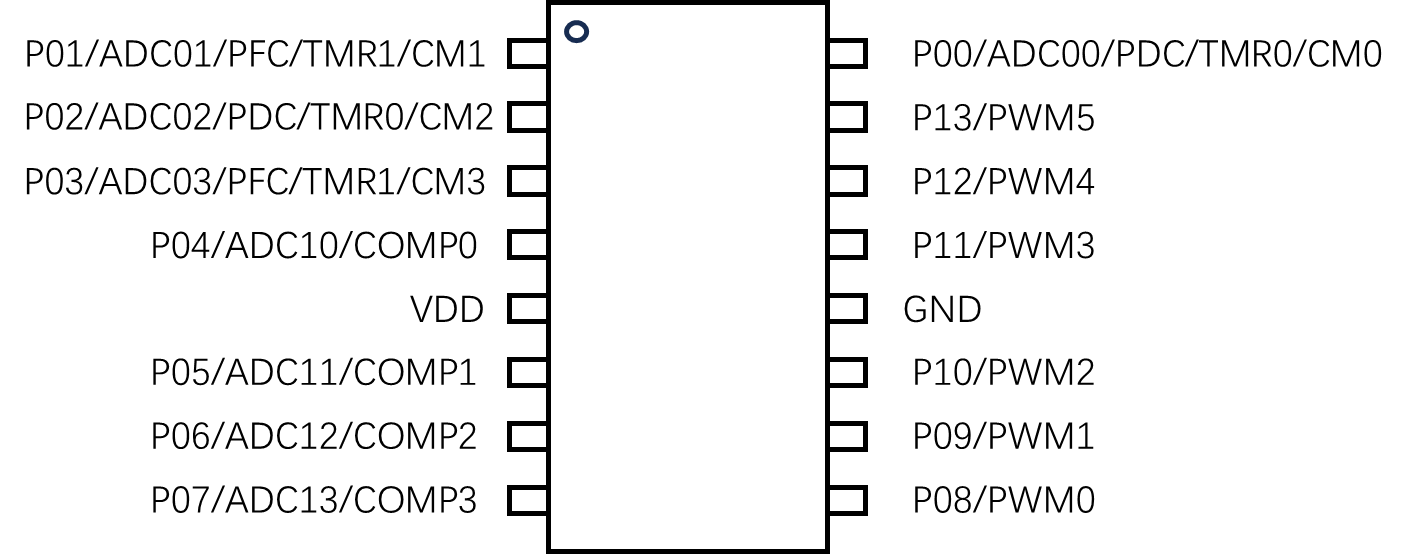 P01/ADC01/PFC/TMR1/CM1
P02/ADC02/PDC/TMR0/CM2
P03/ADC03/PFC/TMR1/CM3
P04/ADC10/COMP0
VDD
P05/ADC11/COMP1
P06/ADC12/COMP2
P07/ADC13/COMP3
P00/ADC00/PDC/TMR0/CM0
P13/PWM5
P12/PWM4
P11/PWM3
GND
P10/PWM2
P09/PWM1
P08/PWM0